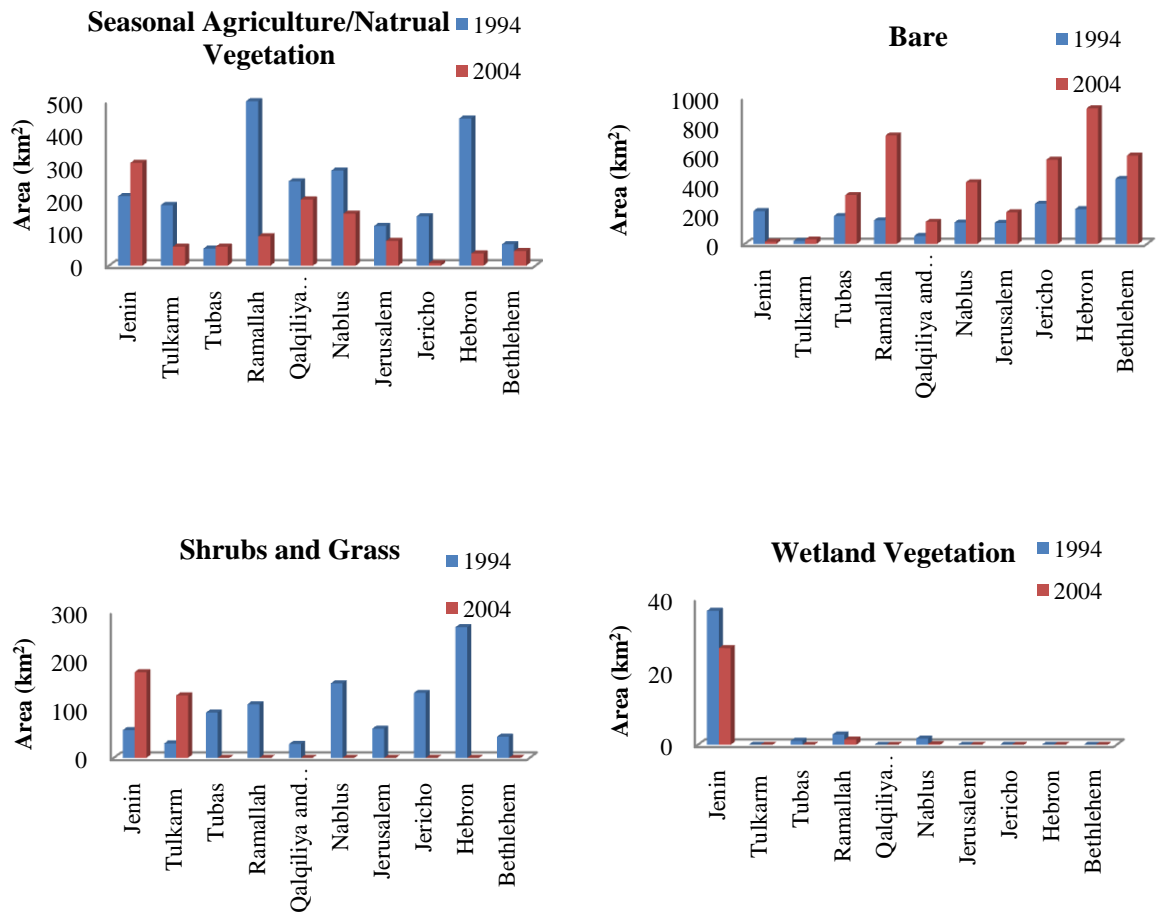 Seasonal Agriculture/Natrual
Vegetation
1994
2004
Area (km²)
500
400
300
200
100
0
Jenin
Tulkarm
Tubas
Ramallah
Qalqiliya..
Nablus
Jerusalem
Jericho
Hebron
Bethlehem
Bare
1994
2004
Area (km²)
1000
800
600
400
200
0
Jenin
Tulkarm
Tubas
Ramallah
Qalqiliya and..
Nablus
Jerusalem
Jericho
Hebron
Bethlehem
Shrubs and Grass
1994
2004
Area (km²)
300
200
100
0
Jenin
Tulkarm
Tubas
Ramallah
Qalqiliya and..
Nablus
Jerusalem
Jericho
Hebron
Bethlehem
Wetland Vegetation
1994
2004
Area (km²)
40
20
0
Jenin
Tulkarm
Tubas
Ramallah
Qalqiliya..
Nablus
Jerusalem
Jericho
Hebron
Bethlehem